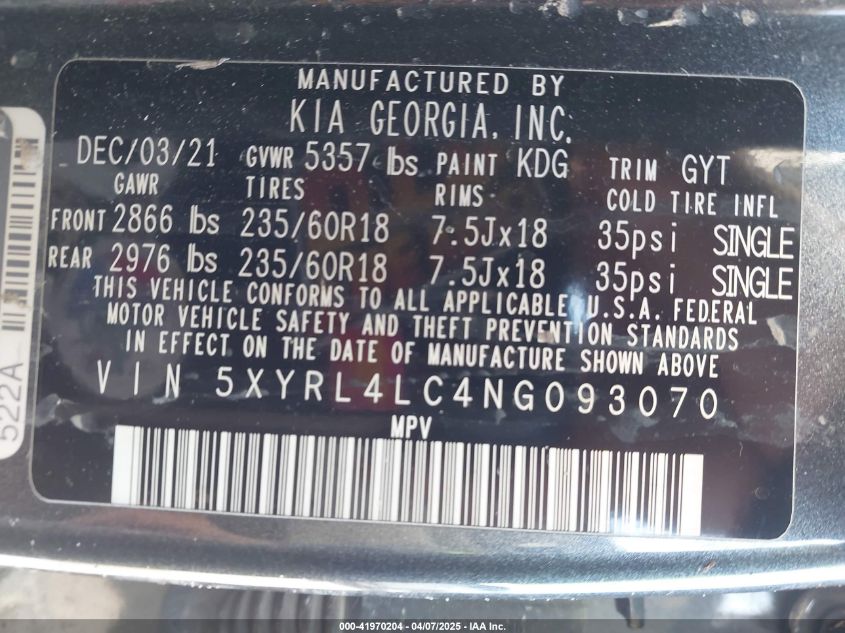 MANUFACTURED BY
KIA GEORGIA, INC.
DEC/03/21 GVWR 5357 lbs PAINT KDG TRIM GYT
GAWR TIRES RIMS COLD TIRE INFL
FRONT 2866 lbs 235/60R18 7.5Jx18 35psi SINGLE
REAR 2976 lbs 235/60R18 7.5Jx18 35psi SINGLE
THIS VEHICLE CONFORMS TO ALL APPLICABLE U.S.A. FEDERAL
MOTOR VEHICLE SAFETY AND THEFT PREVENTION STANDARDS
IN EFFECT ON THE DATE OF MANUFACTURE SHOWN ABOVE
VIN 5XYRL4LC4NG093070
MPV
522A
000-41970204 - 04/07/2025 - IAA Inc.